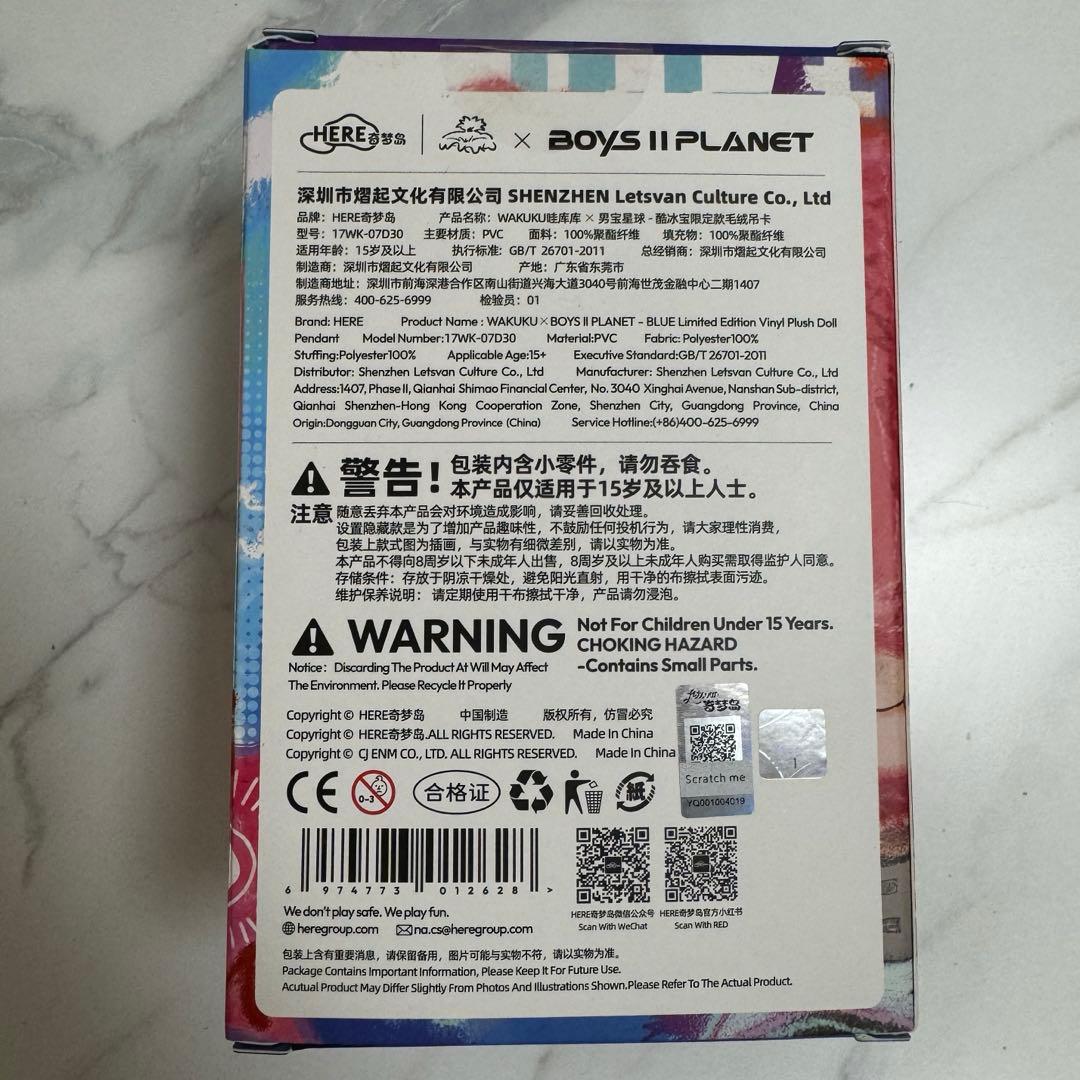 HERE奇梦岛 × BOYS II PLANET
深圳市熠起文化有限公司 SHENZHEN Letsvan Culture Co., Ltd
品牌：HERE奇梦岛 产品名称：WAKUKU哇库库 × 男宝星球 - 酷冰宝限定款毛绒吊卡
型号：17WK-07D30 主要材质：PVC 面料：100%聚酯纤维 填充物：100%聚酯纤维
适用年龄：15岁及以上 执行标准：GB/T 26701-2011 总经销商：深圳市熠起文化有限公司
制造商：深圳市熠起文化有限公司 产地：广东省东莞市
制造商地址：深圳市前海深港合作区南山街道兴海大道3040号前海世茂金融中心二期1407
服务热线：400-625-6999 检验员：01
Brand: HERE Product Name : WAKUKU×BOYS II PLANET - BLUE Limited Edition Vinyl Plush Doll
Pendant Model Number:17WK-07D30 Material:PVC Fabric: Polyester100%
Stuffing:Polyester100% Applicable Age:15+ Executive Standard:GB/T 26701-2011
Distributor: Shenzhen Letsvan Culture Co., Ltd Manufacturer: Shenzhen Letsvan Culture Co., Ltd
Address:1407, Phase II, Qianhai Shimao Financial Center, No. 3040 Xinghai Avenue, Nanshan Sub-district,
Qianhai Shenzhen-Hong Kong Cooperation Zone, Shenzhen City, Guangdong Province, China
Origin:Dongguan City, Guangdong Province (China) Service Hotline:(+86)400-625-6999
警告！ 包装内含小零件，请勿吞食。
本产品仅适用于15岁及以上人士。
注意 随意丢弃本产品会对环境造成影响，请妥善回收处理。
设置隐藏款是为了增加产品趣味性，不鼓励任何投机行为，请大家理性消费，
包装上款式图为插画，与实物有细微差别，请以实物为准。
本产品不得向8周岁以下未成年人出售，8周岁及以上未成年人购买需取得监护人同意。
存储条件：存放于阴凉干燥处，避免阳光直射，用干净的布擦拭表面污迹。
维护保养说明：请定期使用干布擦拭干净，产品请勿浸泡。
WARNING Not For Children Under 15 Years.
CHOKING HAZARD
-Contains Small Parts.
Notice : Discarding The Product At Will May Affect
The Environment. Please Recycle It Properly
Copyright © HERE奇梦岛 中国制造 版权所有，仿冒必究
Copyright © HERE奇梦岛.ALL RIGHTS RESERVED. Made In China
Copyright © CJ ENM CO., LTD. ALL RIGHTS RESERVED. Made In China
奇梦岛
Scratch me
YQ001004019
1
CE 0-3 合格证 紙
6 974773 012628 >
HERE奇梦岛微信公众号
Scan With WeChat
HERE奇梦岛官方小红书
Scan With RED
We don't play safe. We play fun.
heregroup.com na.cs@heregroup.com
包装上含有重要消息，请保留备用，图片可能与实物不符，请以实物为准。
Package Contains Important Information, Please Keep It For Future Use.
Acutual Product May Differ Slightly From Photos And Illustrations Shown.Please Refer To The Actual Product.